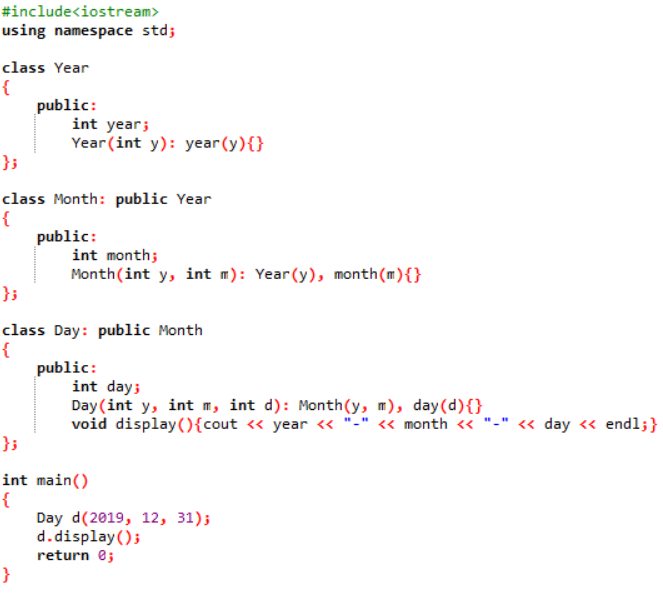 #include<iostream>
using namespace std;
class Year
{
    public:
        int year;
        Year(int y): year(y){}
};
class Month: public Year
{
    public:
        int month;
        Month(int y, int m): Year(y), month(m){}
};
class Day: public Month
{
    public:
        int day;
        Day(int y, int m, int d): Month(y, m), day(d){}
        void display(){cout << year << "-" << month << "-" << day << endl;}
};
int main()
{
    Day d(2019, 12, 31);
    d.display();
    return 0;
}